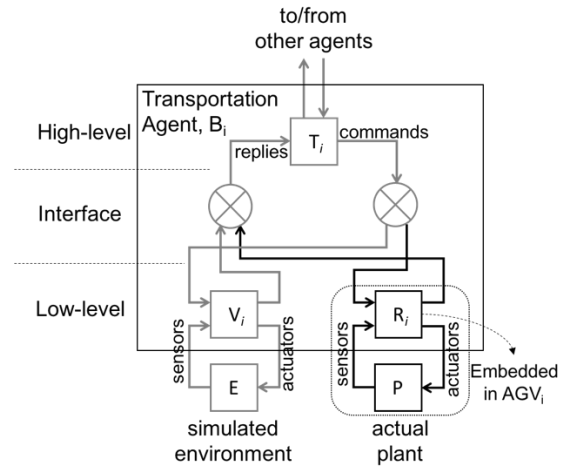 to/from
other agents
Transportation
Agent, Bi
High-level
Ti
commands
replies
Interface
Low-level
Vi
Ri
sensors
actuators
sensors
actuators
E
P
Embedded
in AGVi
simulated
environment
actual
plant